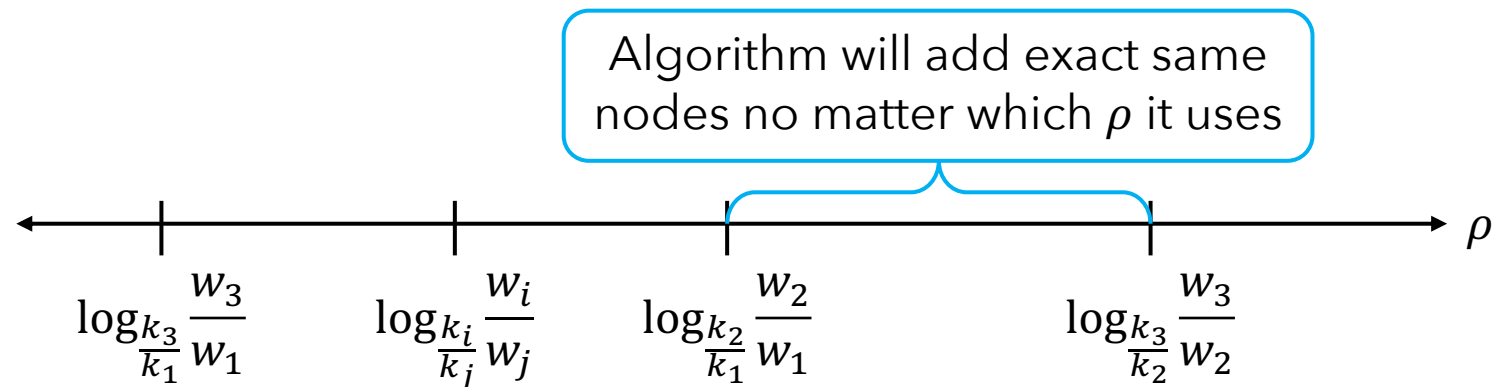 Algorithm will add exact same
nodes no matter which ρ it uses
ρ
log_{k_3/k_1} w_3/w_1
log_{k_i/k_j} w_i/w_j
log_{k_2/k_1} w_2/w_1
log_{k_3/k_2} w_3/w_2